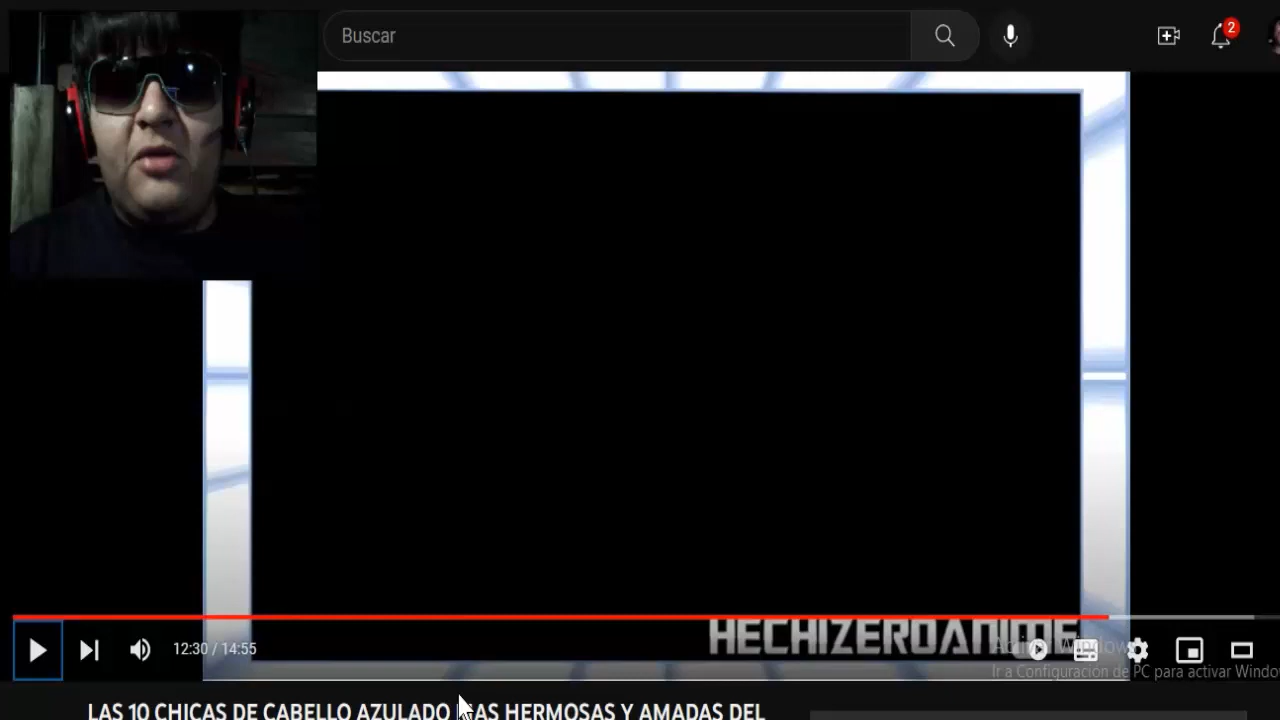 Buscar
2
HECHIZEROANIME
12:30 / 14:55
Ir a Configuración de PC para activar Windo
LAS 10 CHICAS DE CABELLO AZULADO HERMOSAS Y AMADAS DEL